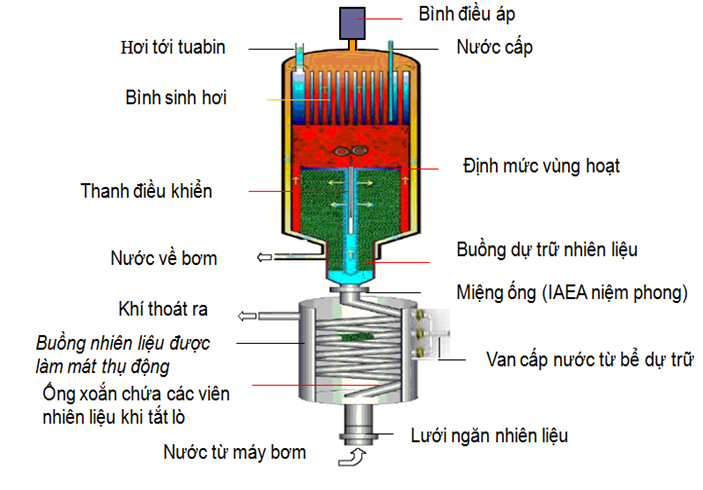 Bình điều áp
Hơi tới tuabin
Nước cấp
Bình sinh hơi
Định mức vùng hoạt
Thanh điều khiển
Buồng dự trữ nhiên liệu
Nước về bơm
Miệng ống (IAEA niệm phong)
Khí thoát ra
Buồng nhiên liệu được
làm mát thụ động
Van cấp nước từ bể dự trữ
Ống xoắn chứa các viên
nhiên liệu khi tắt lò
Lưới ngăn nhiên liệu
Nước từ máy bơm